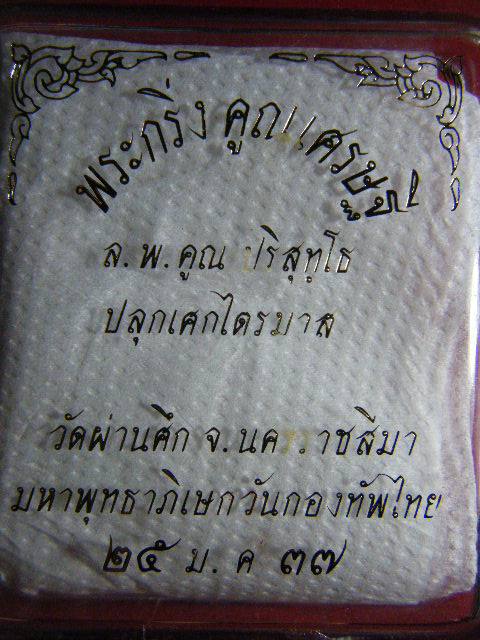 พระกริ่ง คูณเศรษฐี
ล.พ.คูณ ปริสุทฺโธ
ปลุกเศกไตรมาส
วัดผ่านศึก จ.นครราชสีมา
มหาพุทธาภิเษกวันกองทัพไทย
๒๕ ม. ค ๓๗